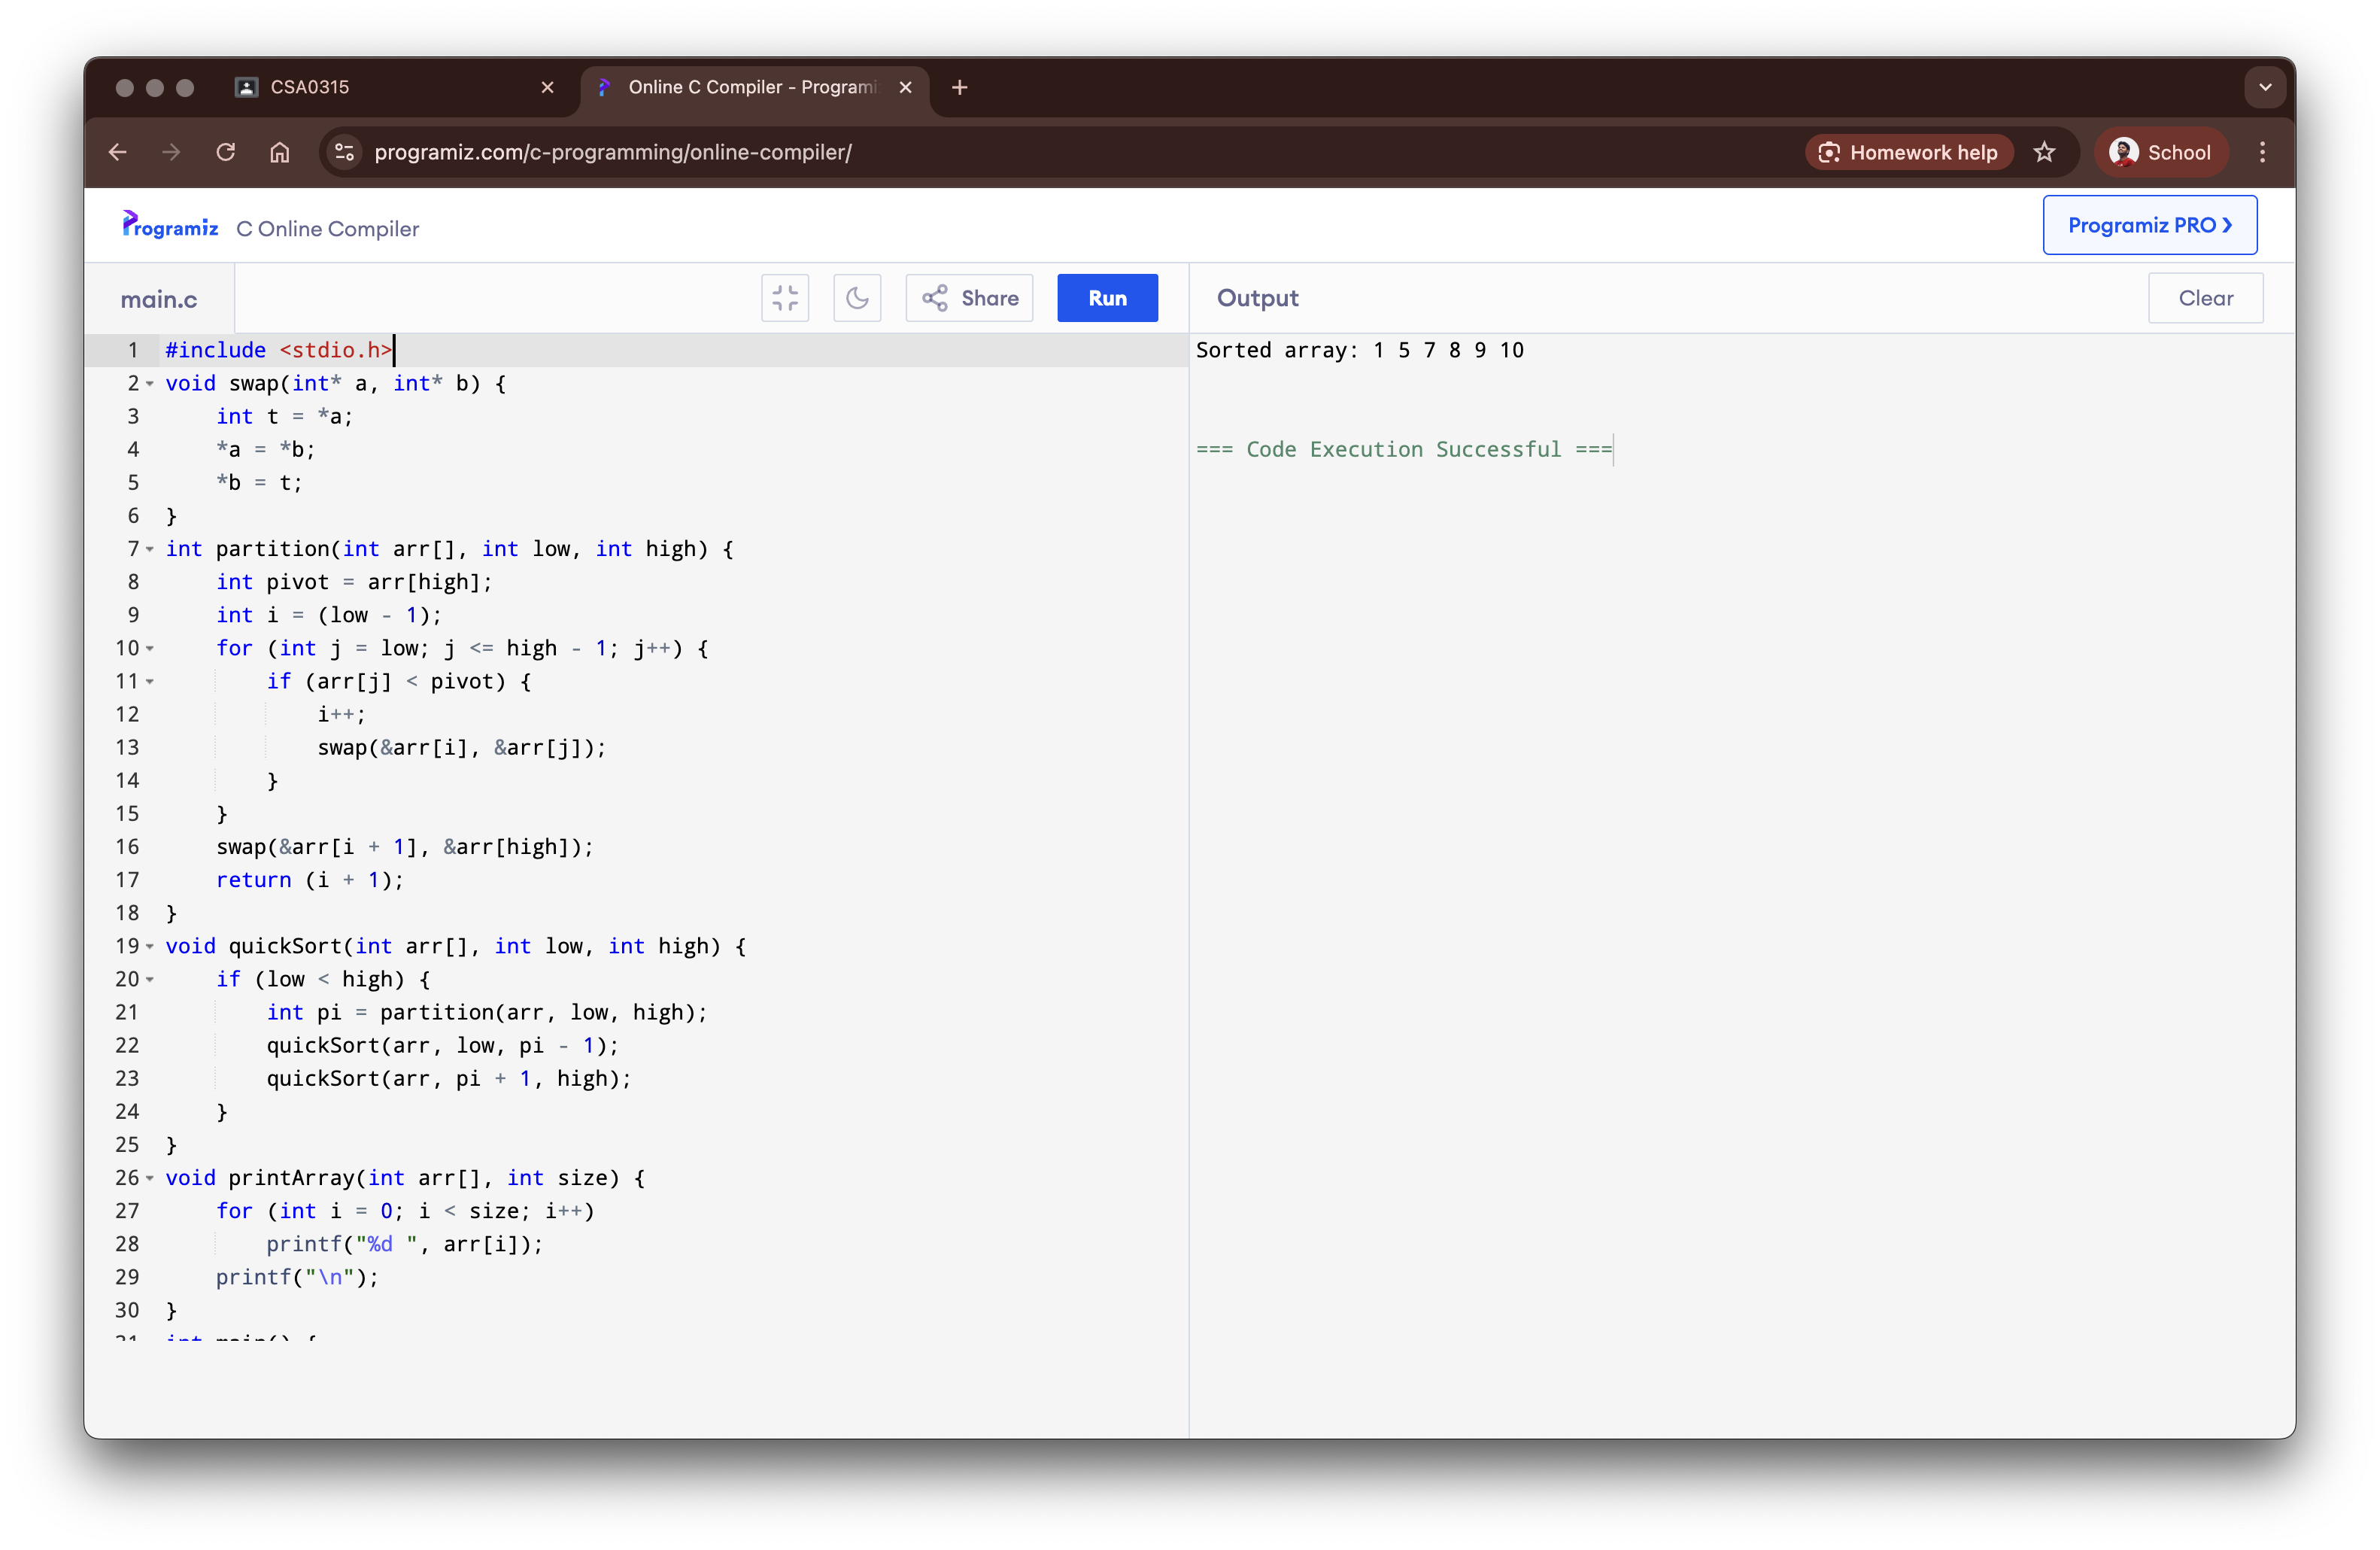 CSA0315
Online C Compiler - Programi
programiz.com/c-programming/online-compiler/
Homework help
School
Programiz
C Online Compiler
Programiz PRO ❯
main.c
Share
Run
Output
Clear
1 #include <stdio.h>
2 void swap(int* a, int* b) {
3     int t = *a;
4     *a = *b;
5     *b = t;
6 }
7 int partition(int arr[], int low, int high) {
8     int pivot = arr[high];
9     int i = (low - 1);
10     for (int j = low; j <= high - 1; j++) {
11         if (arr[j] < pivot) {
12             i++;
13             swap(&arr[i], &arr[j]);
14         }
15     }
16     swap(&arr[i + 1], &arr[high]);
17     return (i + 1);
18 }
19 void quickSort(int arr[], int low, int high) {
20     if (low < high) {
21         int pi = partition(arr, low, high);
22         quickSort(arr, low, pi - 1);
23         quickSort(arr, pi + 1, high);
24     }
25 }
26 void printArray(int arr[], int size) {
27     for (int i = 0; i < size; i++)
28         printf("%d ", arr[i]);
29     printf("\n");
30 }
31 int main() {
Sorted array: 1 5 7 8 9 10
=== Code Execution Successful ===